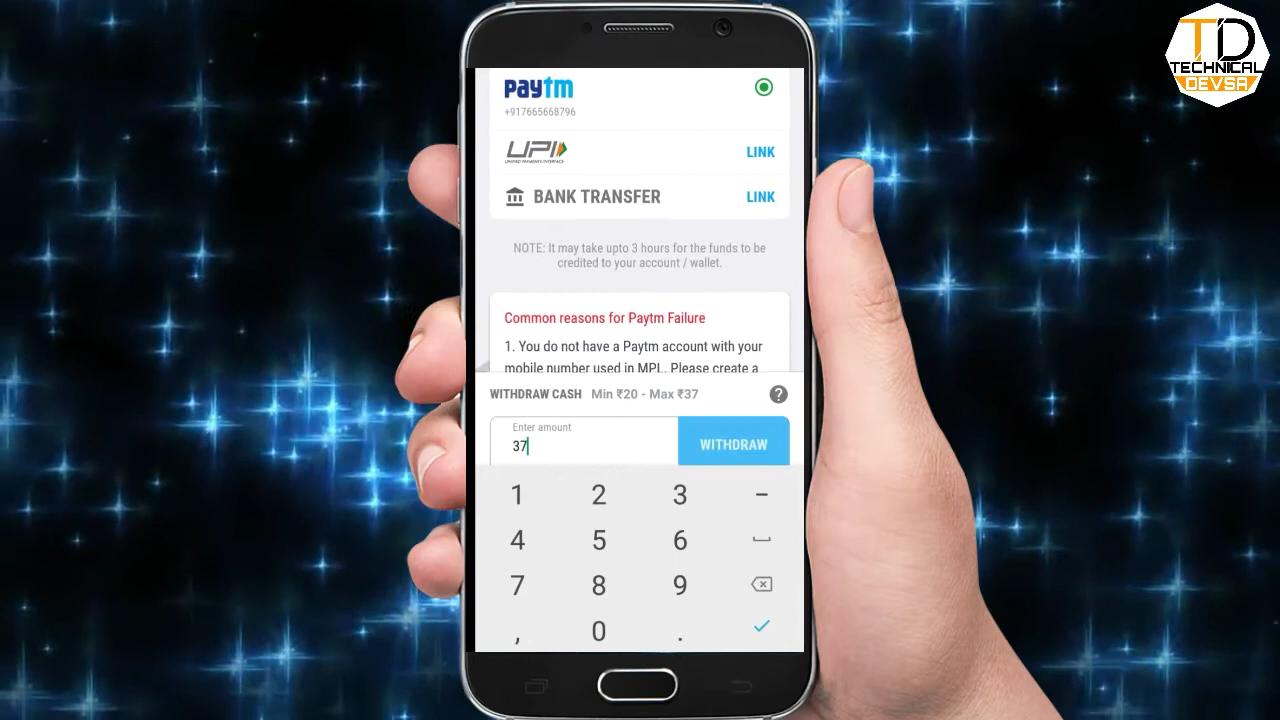 TD
TECHNICAL
DEVSA
paytm
+917665668796
UPI
UNIFIED PAYMENTS INTERFACE
LINK
BANK TRANSFER
LINK
NOTE: It may take upto 3 hours for the funds to be
credited to your account / wallet.
Common reasons for Paytm Failure
1. You do not have a Paytm account with your
mobile number used in MPL. Please create a
WITHDRAW CASH Min ₹20 - Max ₹37 ?
Enter amount
37
WITHDRAW
1 2 3 -
4 5 6
7 8 9
, 0 .